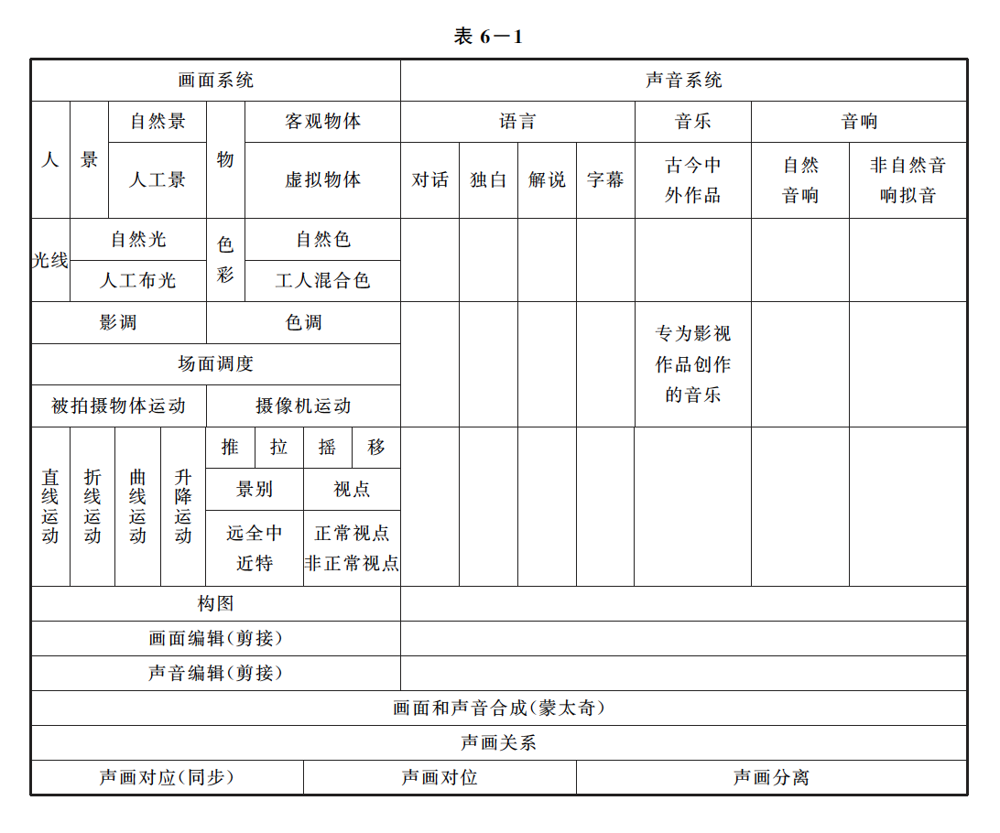 表 6－1
画面系统
声音系统
人
景
自然景
物
客观物体
语言
音乐
音响
人工景
虚拟物体
对话
独白
解说
字幕
古今中
外作品
自然
音响
非自然音
响拟音
光线
自然光
色
彩
自然色
人工布光
工人混合色
影调
色调
专为影视
作品创作
的音乐
场面调度
被拍摄物体运动
摄像机运动
直线运动
折线运动
曲线运动
升降运动
推
拉
摇
移
景别
视点
远全中
近特
正常视点
非正常视点
构图
画面编辑(剪接)
声音编辑(剪接)
画面和声音合成(蒙太奇)
声画关系
声画对应(同步)
声画对位
声画分离